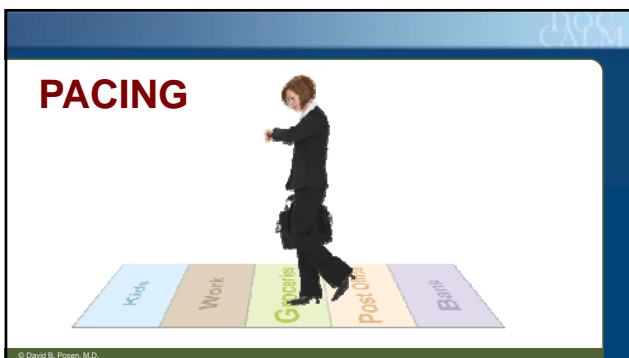 DOC
CALM
PACING
Kids
Work
Groceries
Post Office
Bank
© David B. Posen, M.D.